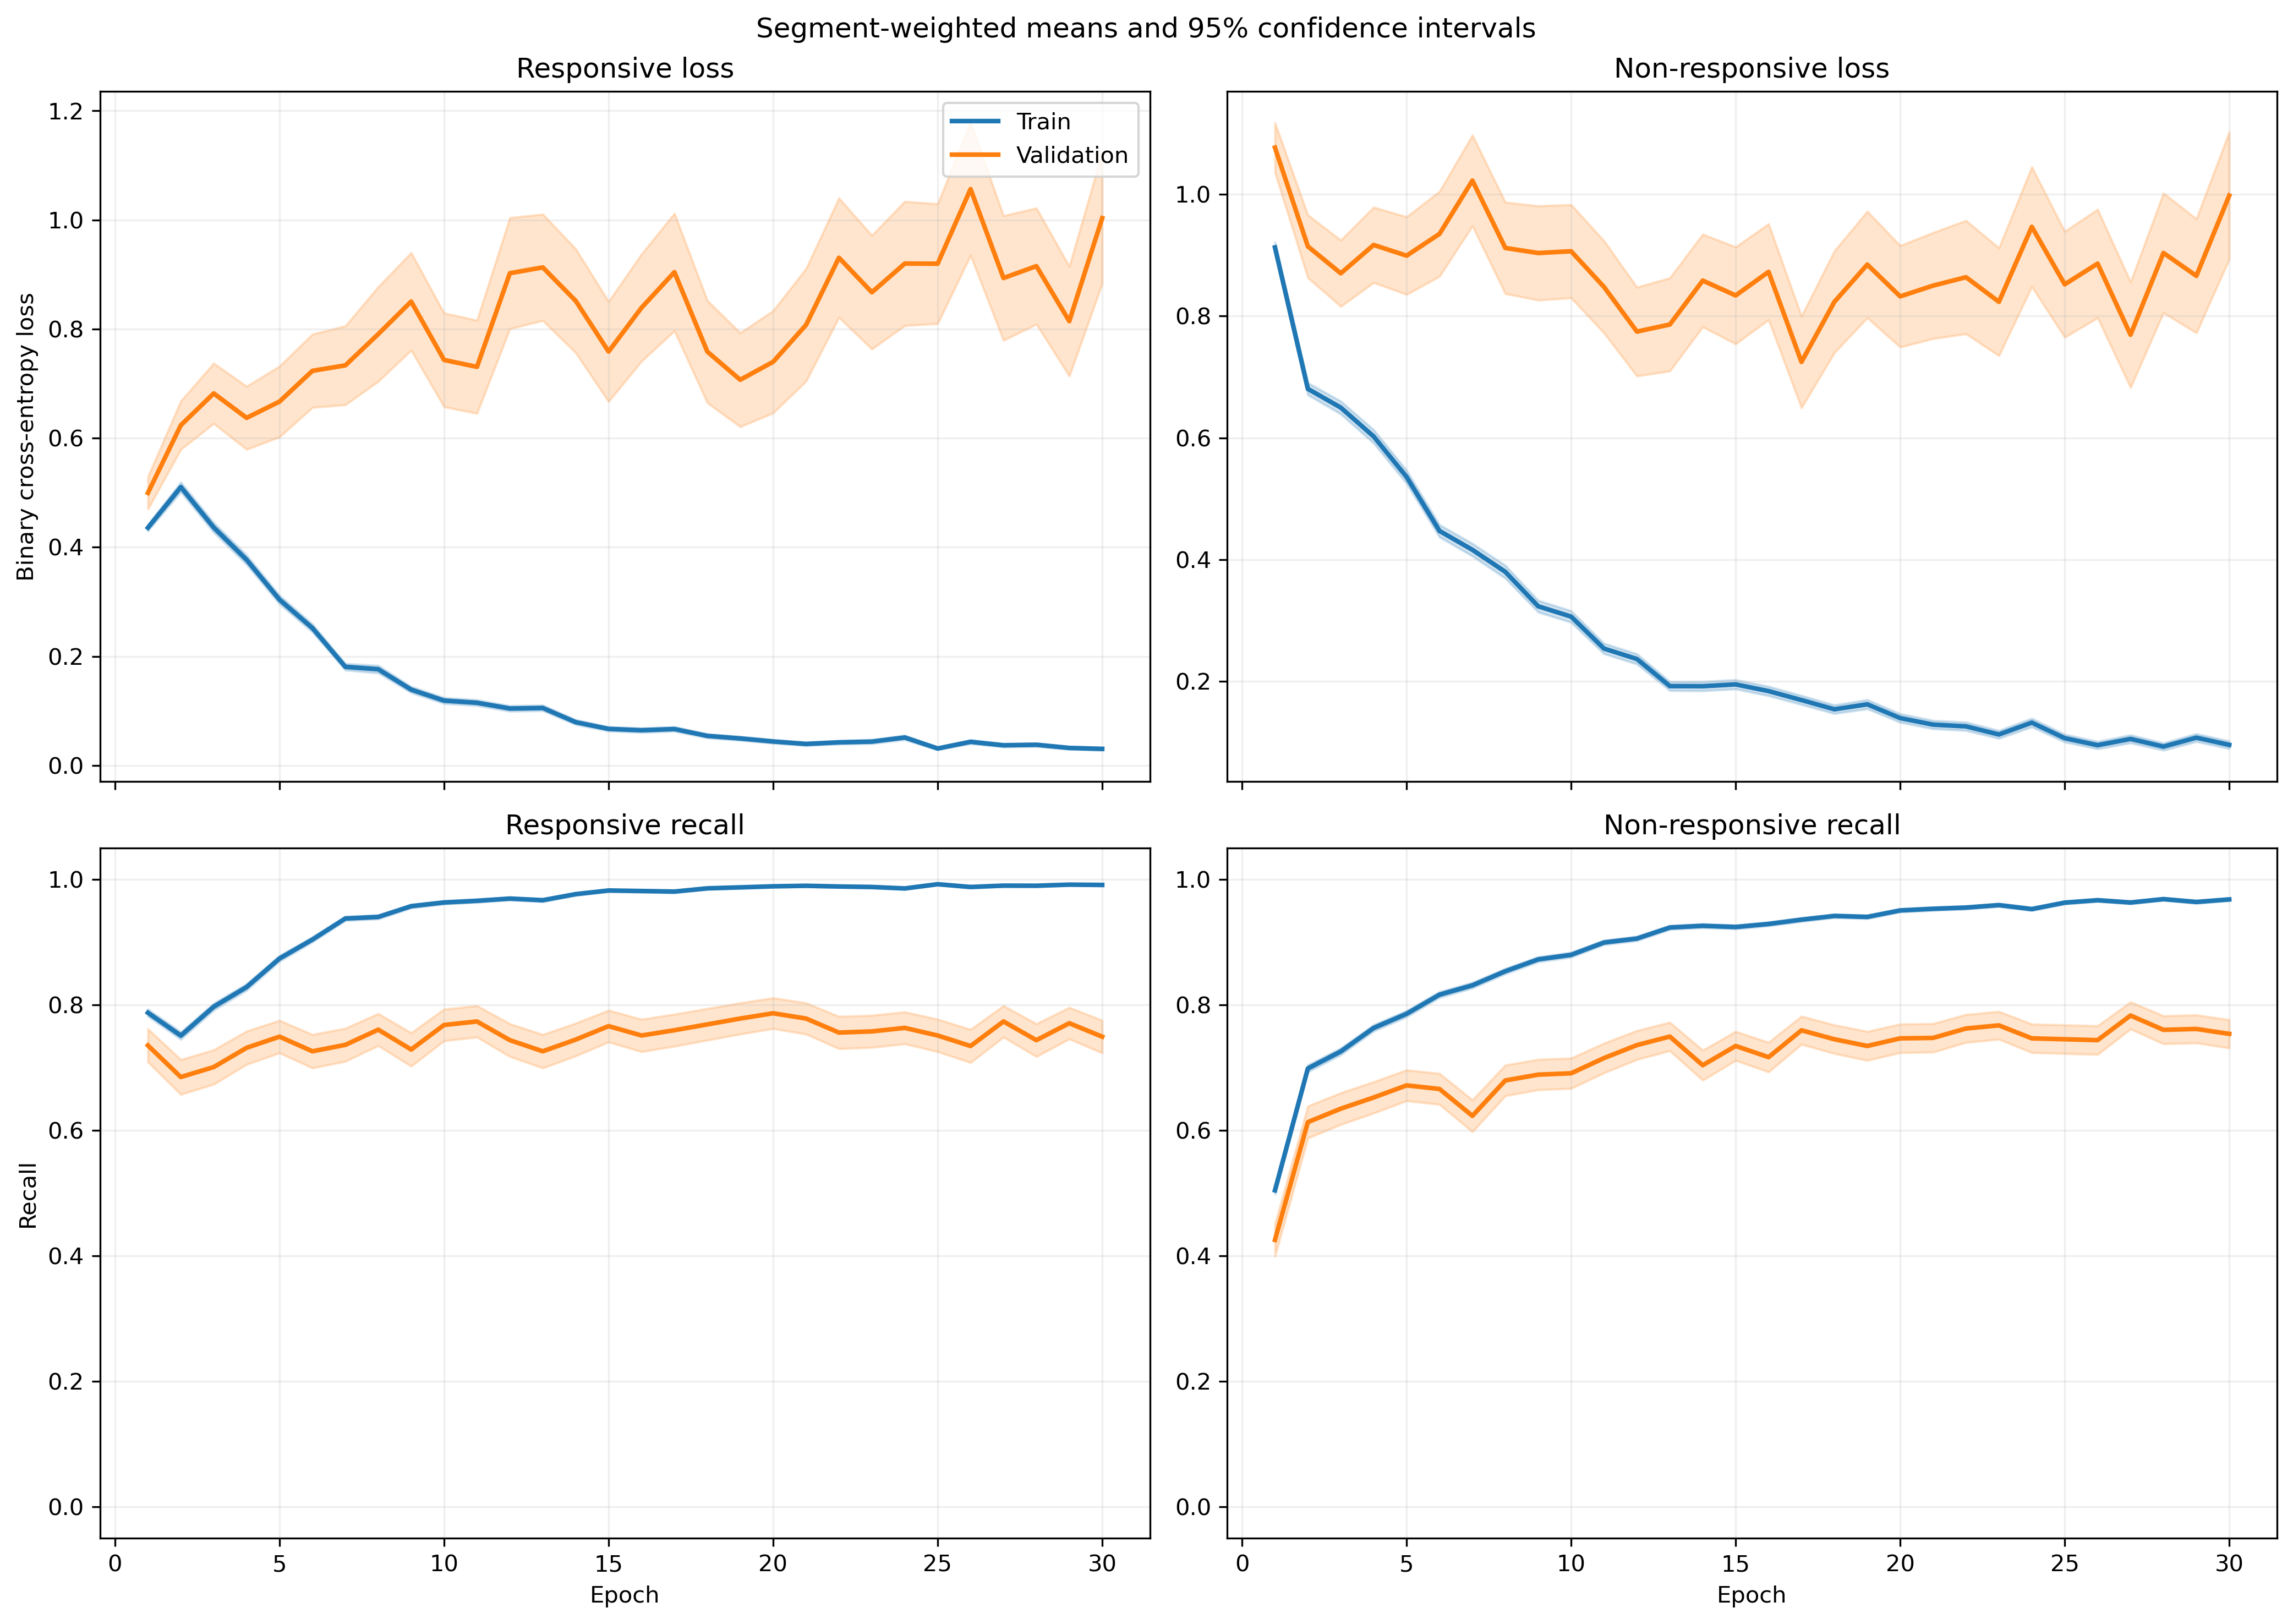 Segment-weighted means and 95% confidence intervals
Responsive loss
Non-responsive loss
Binary cross-entropy loss
1.2
1.0
0.8
0.6
0.4
0.2
0.0
Train
Validation
1.0
0.8
0.6
0.4
0.2
Responsive recall
Non-responsive recall
Recall
1.0
0.8
0.6
0.4
0.2
0.0
0 5 10 15 20 25 30
Epoch
1.0
0.8
0.6
0.4
0.2
0.0
0 5 10 15 20 25 30
Epoch